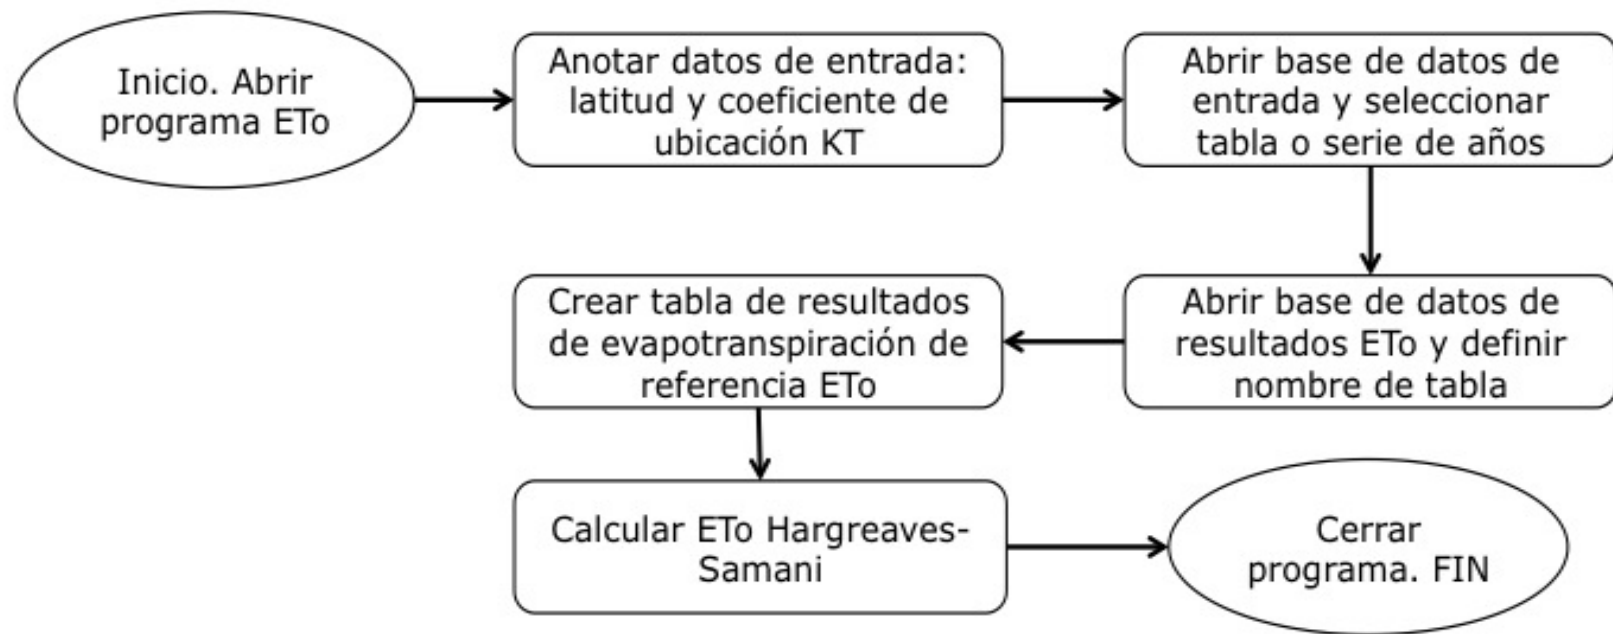 Inicio. Abrir
programa ETo
Anotar datos de entrada:
latitud y coeficiente de
ubicación KT
Abrir base de datos de
entrada y seleccionar
tabla o serie de años
Abrir base de datos de
resultados ETo y definir
nombre de tabla
Crear tabla de resultados
de evapotranspiración de
referencia ETo
Calcular ETo Hargreaves-
Samani
Cerrar
programa. FIN